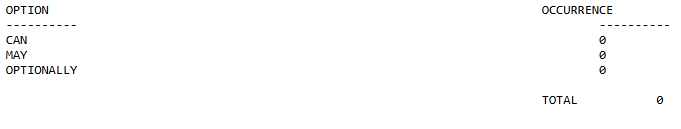 OPTION OCCURRENCE
---------- ----------
CAN 0
MAY 0
OPTIONALLY 0
TOTAL 0